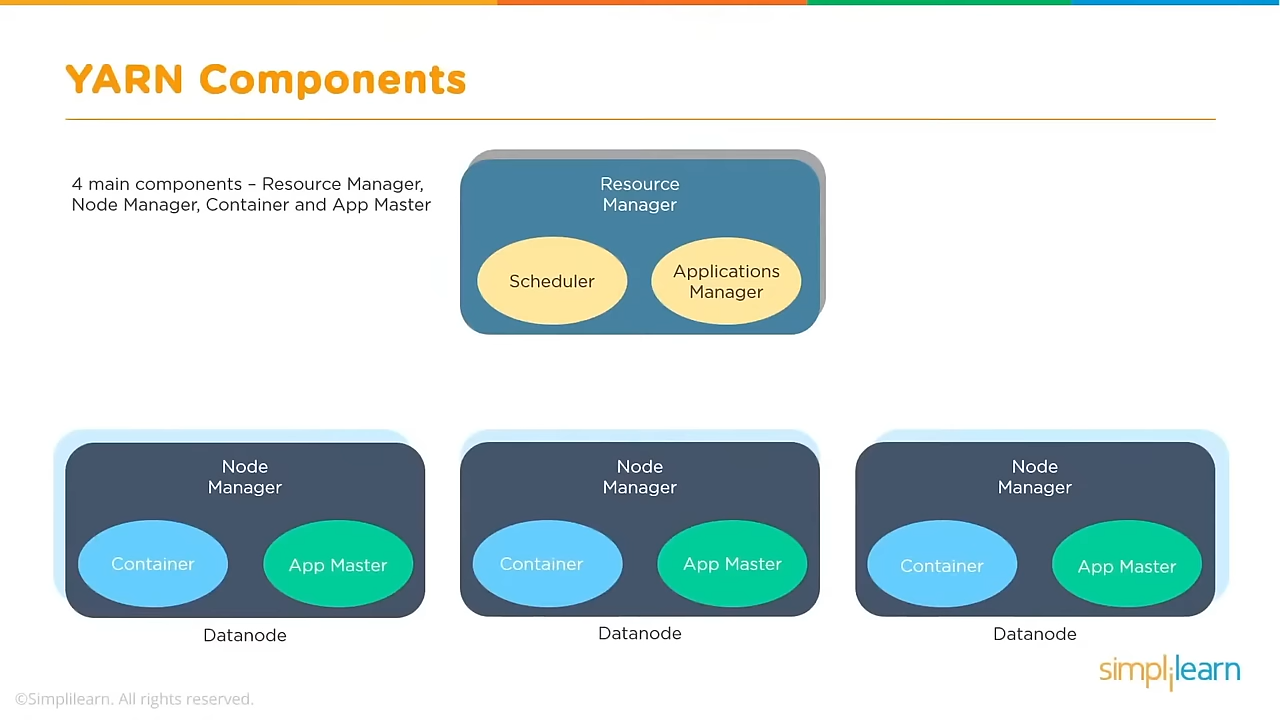 YARN Components
4 main components – Resource Manager,
Node Manager, Container and App Master
Resource
Manager
Scheduler
Applications
Manager
Node
Manager
Container
App Master
Datanode
Node
Manager
Container
App Master
Datanode
Node
Manager
Container
App Master
Datanode
simplilearn
©Simplilearn. All rights reserved.